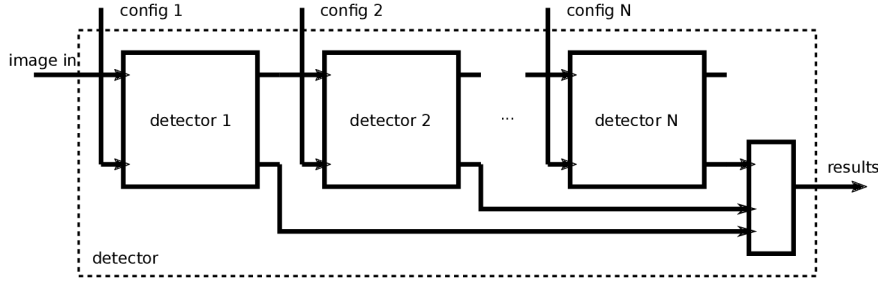 config 1
config 2
config N
image in
detector 1
detector 2
...
detector N
results
detector